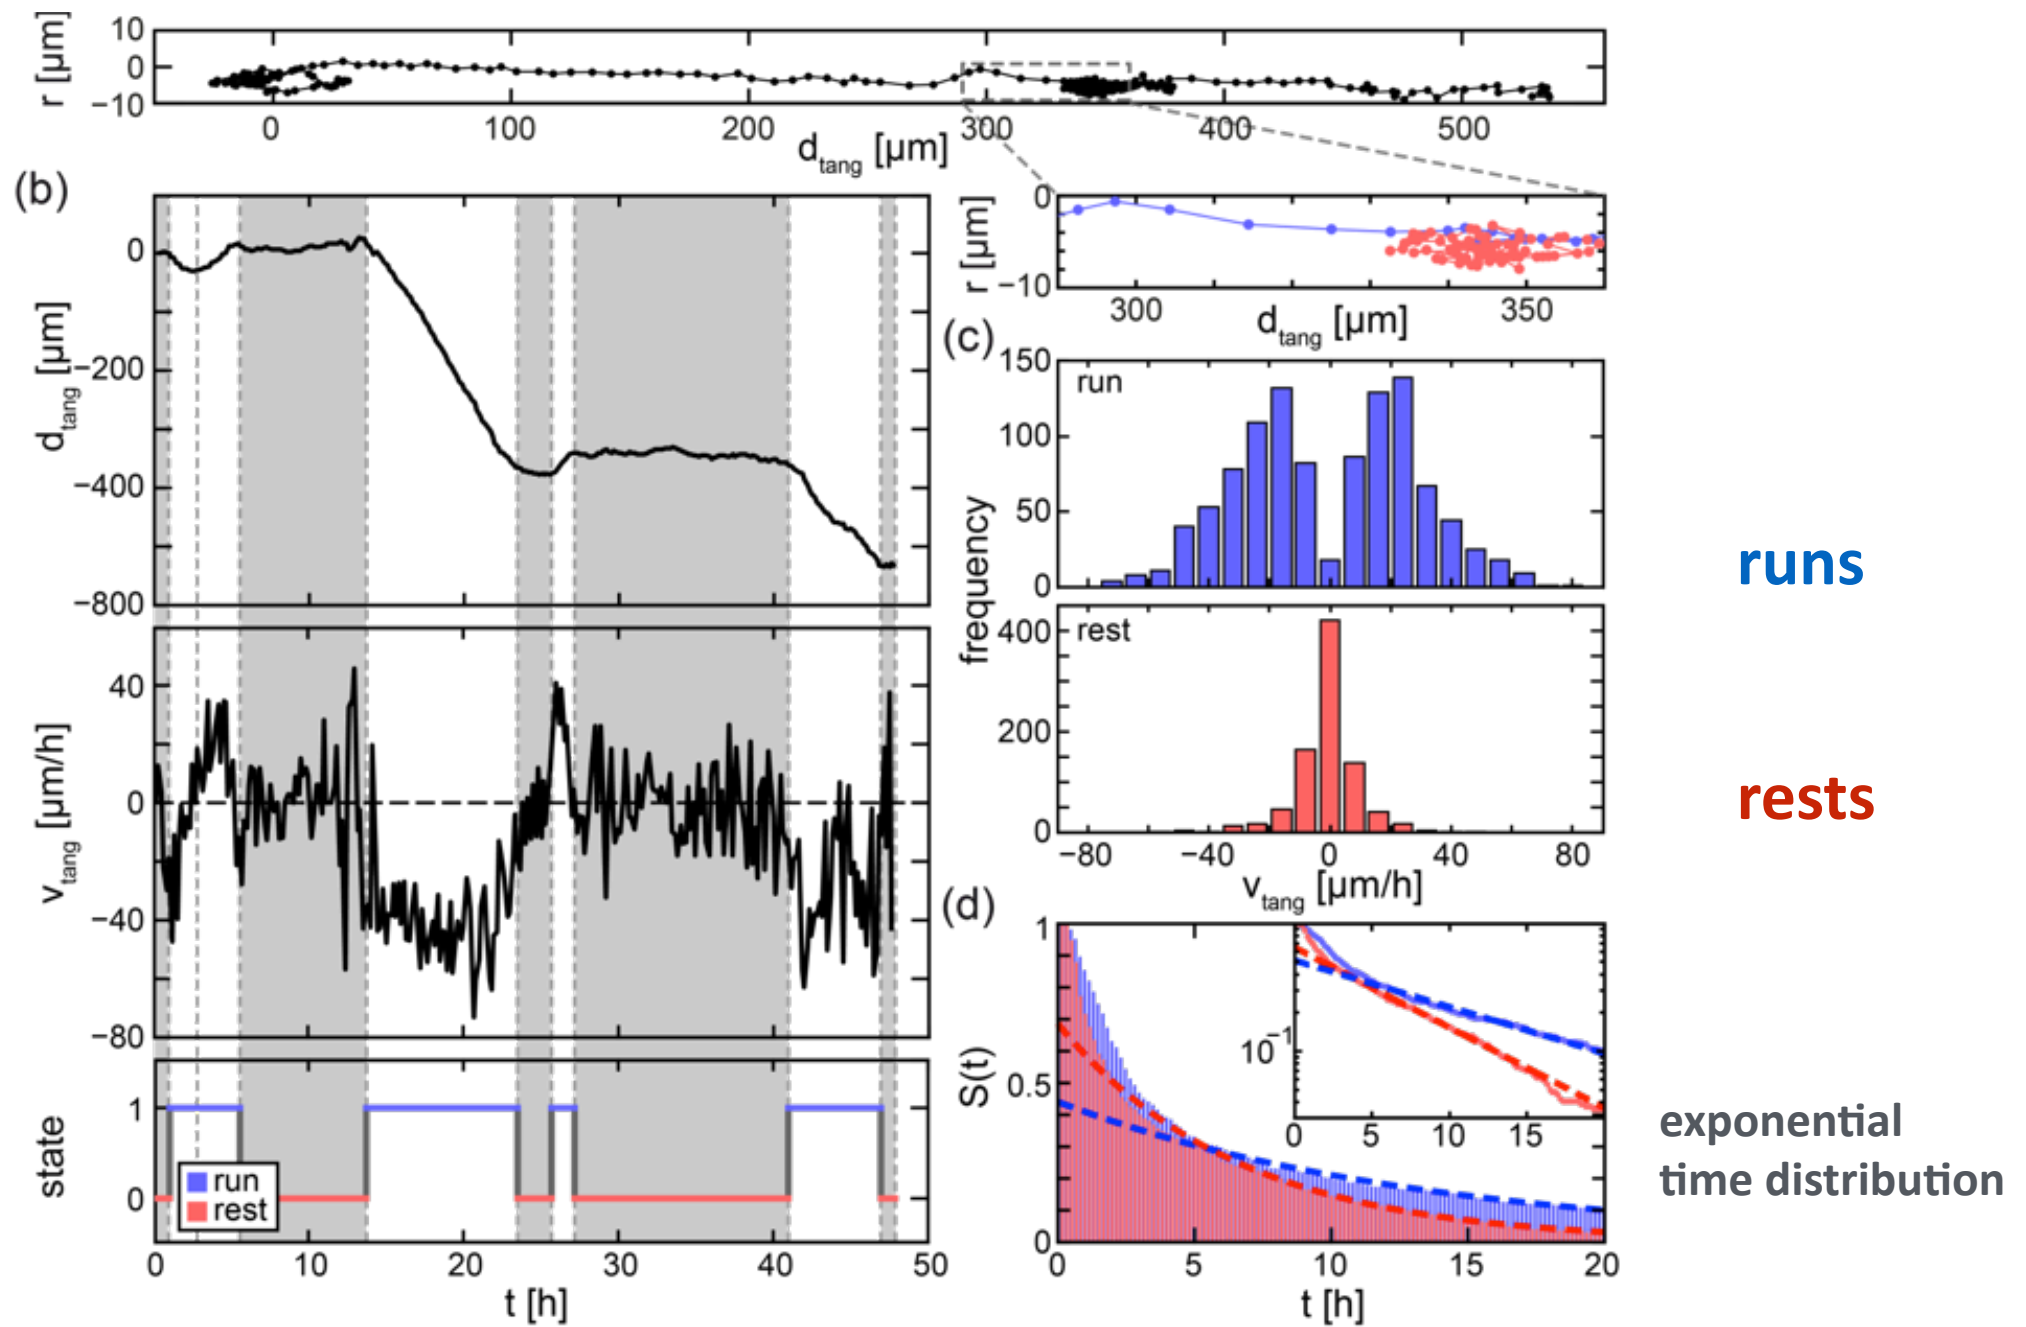 r [µm]
10
0
−10
0
100
200
300
400
500
d_tang [µm]
(b)
d_tang [µm]
0
−200
−400
−800
v_tang [µm/h]
40
0
−40
−80
state
1
0
run
rest
0
10
20
30
40
50
t [h]
r [µm]
0
−10
300
350
d_tang [µm]
(c)
frequency
150
100
50
0
run
400
200
0
rest
−80
−40
0
40
80
v_tang [µm/h]
(d)
S(t)
1
0.5
0
10⁻¹
0
5
10
15
0
5
10
15
20
t [h]
runs
rests
exponential
time distribution